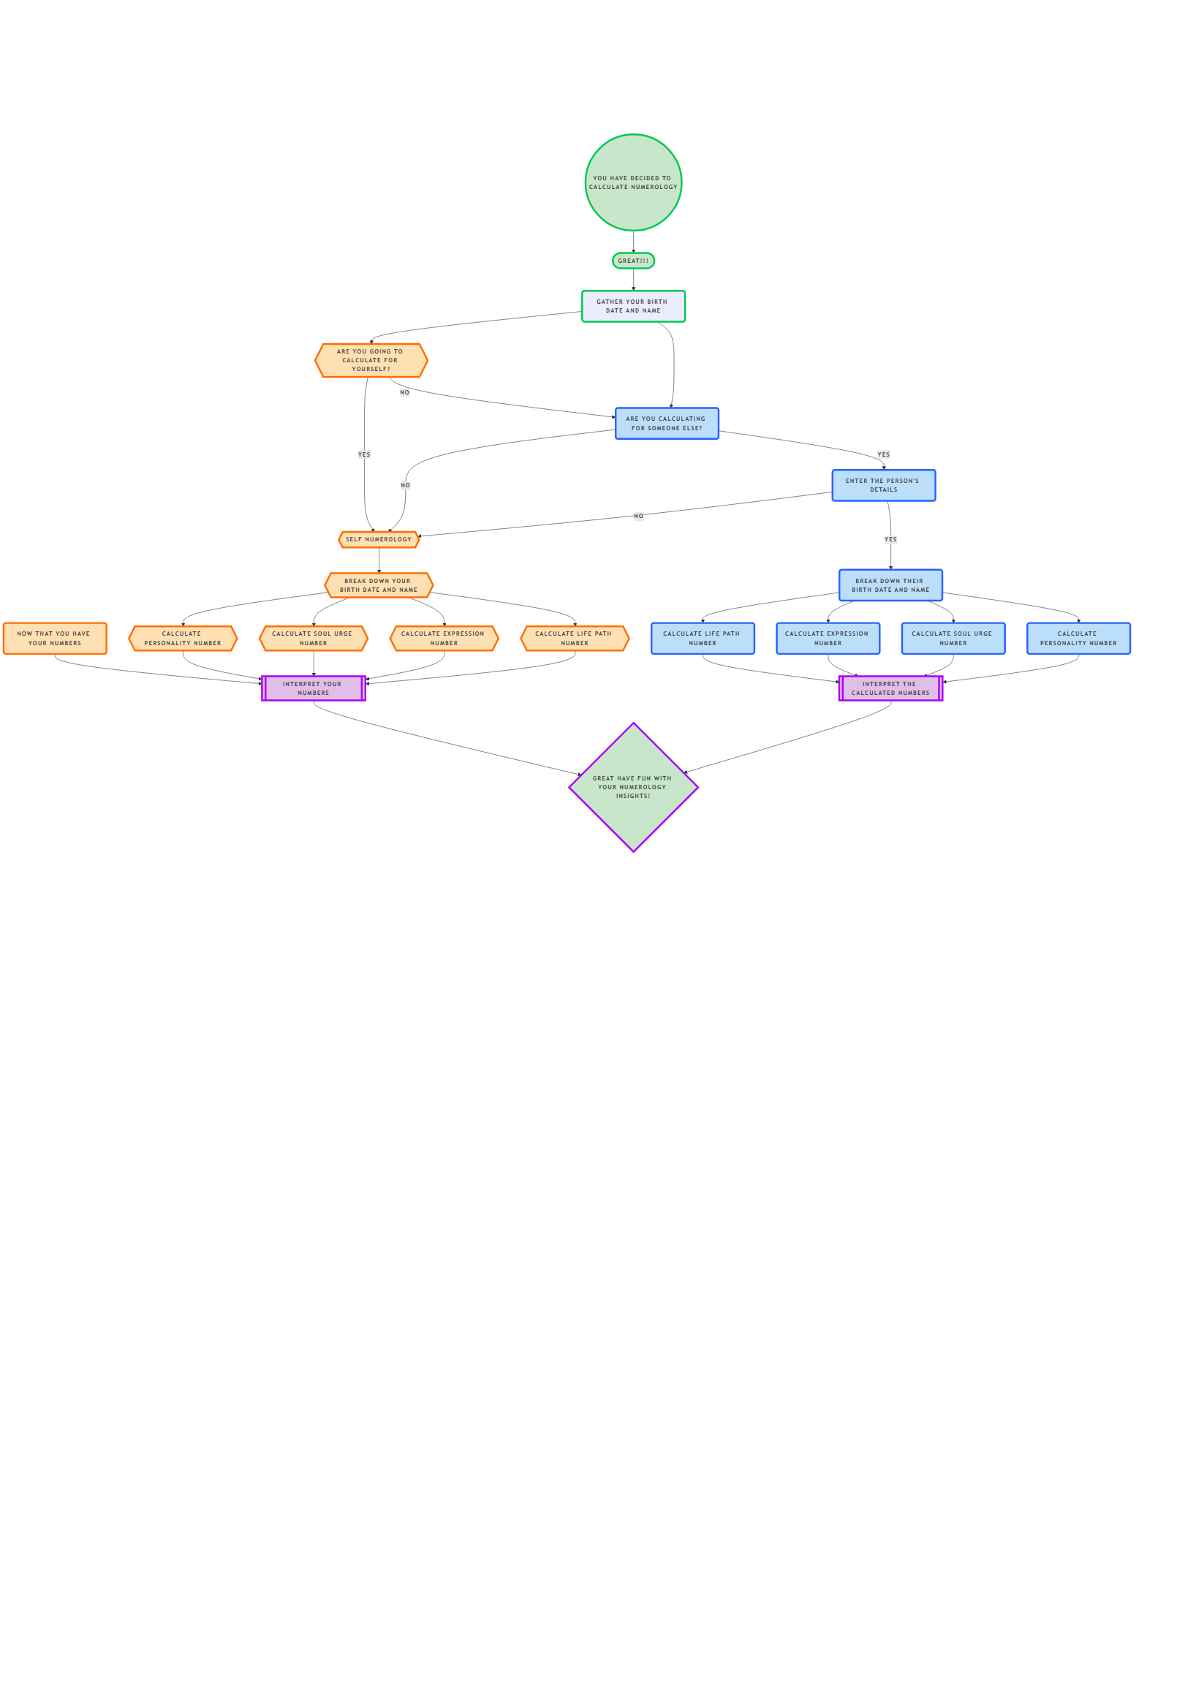 YOU HAVE DECIDED TO
CALCULATE NUMEROLOGY
GREAT!!!
GATHER YOUR BIRTH
DATE AND NAME
ARE YOU GOING TO
CALCULATE FOR
YOURSELF?
NO
ARE YOU CALCULATING
FOR SOMEONE ELSE?
YES
YES
ENTER THE PERSON'S
DETAILS
NO
NO
SELF NUMEROLOGY
YES
BREAK DOWN YOUR
BIRTH DATE AND NAME
BREAK DOWN THEIR
BIRTH DATE AND NAME
NOW THAT YOU HAVE
YOUR NUMBERS
CALCULATE
PERSONALITY NUMBER
CALCULATE SOUL URGE
NUMBER
CALCULATE EXPRESSION
NUMBER
CALCULATE LIFE PATH
NUMBER
CALCULATE LIFE PATH
NUMBER
CALCULATE EXPRESSION
NUMBER
CALCULATE SOUL URGE
NUMBER
CALCULATE
PERSONALITY NUMBER
INTERPRET YOUR
NUMBERS
INTERPRET THE
CALCULATED NUMBERS
GREAT HAVE FUN WITH
YOUR NUMEROLOGY
INSIGHTS!